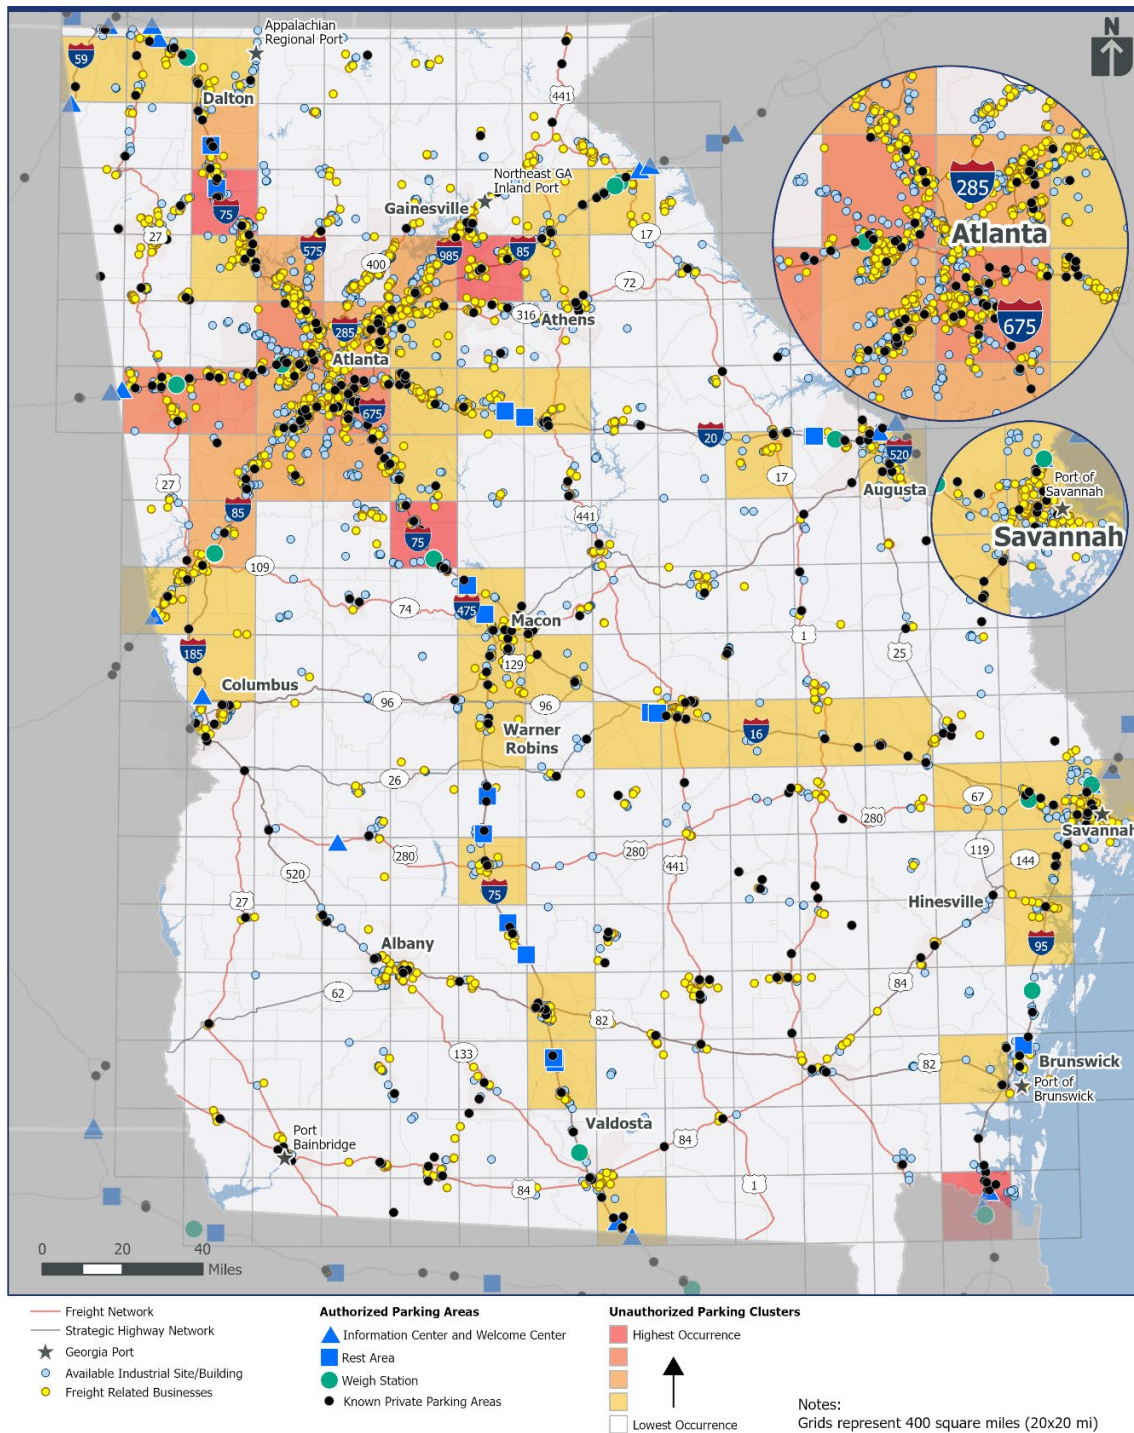 Appalachian
Regional Port
N
59
Dalton
441
285
Atlanta
675
Northeast GA
Inland Port
Gainesville
75
27
575
400
985
85
17
72
316
Athens
285
Atlanta
675
20
520
17
Augusta
Port of
Savannah
Savannah
27
85
441
75
109
74
475
Macon
129
1
25
185
Columbus
96
96
Warner
Robins
16
26
67
280
Savannah
280
280
119
144
520
441
75
27
Hinesville
95
Albany
84
62
82
133
82
Brunswick
Port of
Brunswick
Valdosta
Port
Bainbridge
84
84
1
0 20 40
Miles
Freight Network
Strategic Highway Network
Georgia Port
Available Industrial Site/Building
Freight Related Businesses
Authorized Parking Areas
Information Center and Welcome Center
Rest Area
Weigh Station
Known Private Parking Areas
Unauthorized Parking Clusters
Highest Occurrence
Lowest Occurrence
Notes:
Grids represent 400 square miles (20x20 mi)